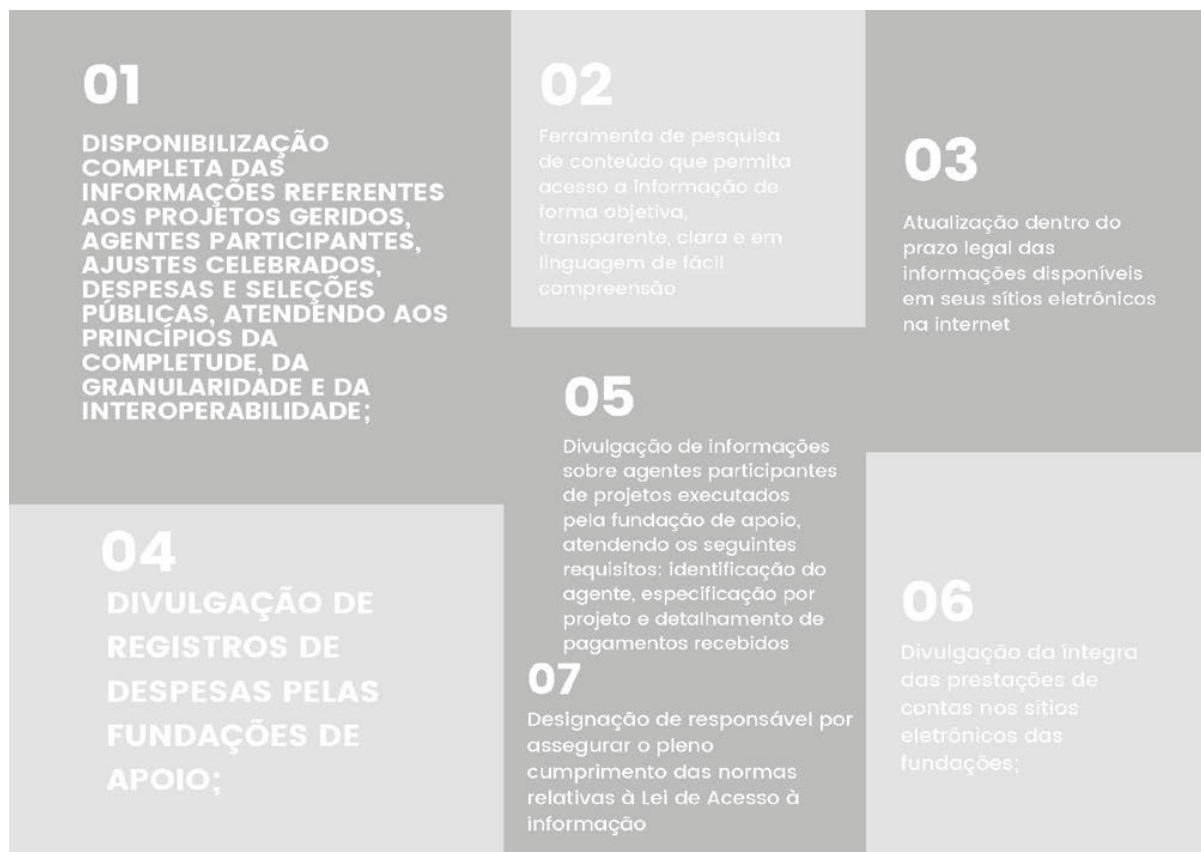 01
DISPONIBILIZAÇÃO
COMPLETA DAS
INFORMAÇÕES REFERENTES
AOS PROJETOS GERIDOS,
AGENTES PARTICIPANTES,
AJUSTES CELEBRADOS,
DESPESAS E SELEÇÕES
PÚBLICAS, ATENDENDO AOS
PRINCÍPIOS DA
COMPLETUDE, DA
GRANULARIDADE E DA
INTEROPERABILIDADE;
02
Ferramenta de pesquisa
de conteúdo que permita
acesso a informação de
forma objetiva,
transparente, clara e em
linguagem de fácil
compreensão
03
Atualização dentro do
prazo legal das
informações disponíveis
em seus sítios eletrônicos
na internet
04
DIVULGAÇÃO DE
REGISTROS DE
DESPESAS PELAS
FUNDAÇÕES DE
APOIO;
05
Divulgação de informações
sobre agentes participantes
de projetos executados
pela fundação de apoio,
atendendo os seguintes
requisitos: identificação do
agente, especificação por
projeto e detalhamento de
pagamentos recebidos
06
Divulgação da íntegra
das prestações de
contas nos sítios
eletrônicos das
fundações;
07
Designação de responsável por
assegurar o pleno
cumprimento das normas
relativas à Lei de Acesso à
informação